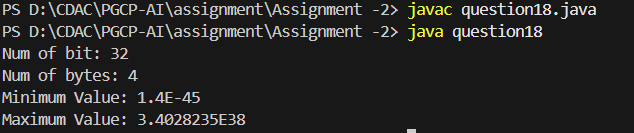 PS D:\CDAC\PGCP-AI\assignment\Assignment -2> javac question18.java
PS D:\CDAC\PGCP-AI\assignment\Assignment -2> java question18
Num of bit: 32
Num of bytes: 4
Minimum Value: 1.4E-45
Maximum Value: 3.4028235E38